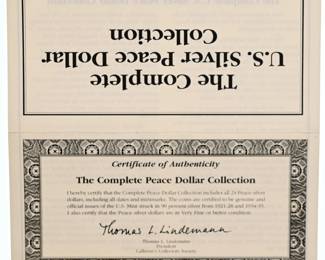 The Complete
U.S. Silver Peace Dollar
Collection
Certificate of Authenticity
The Complete Peace Dollar Collection
I hereby certify that the Complete Peace Dollar Collection includes all 24 Peace silver
dollars, including all dates and mintmarks. The coins are certified to be genuine and
official issues of the U.S. Mint struck in 90 percent silver from 1921-28 and 1934-35.
I also certify that the Peace silver dollars are in Very Fine or better condition.
Thomas L. Lindemann
Thomas L. Lindemann
President
Collectors Society